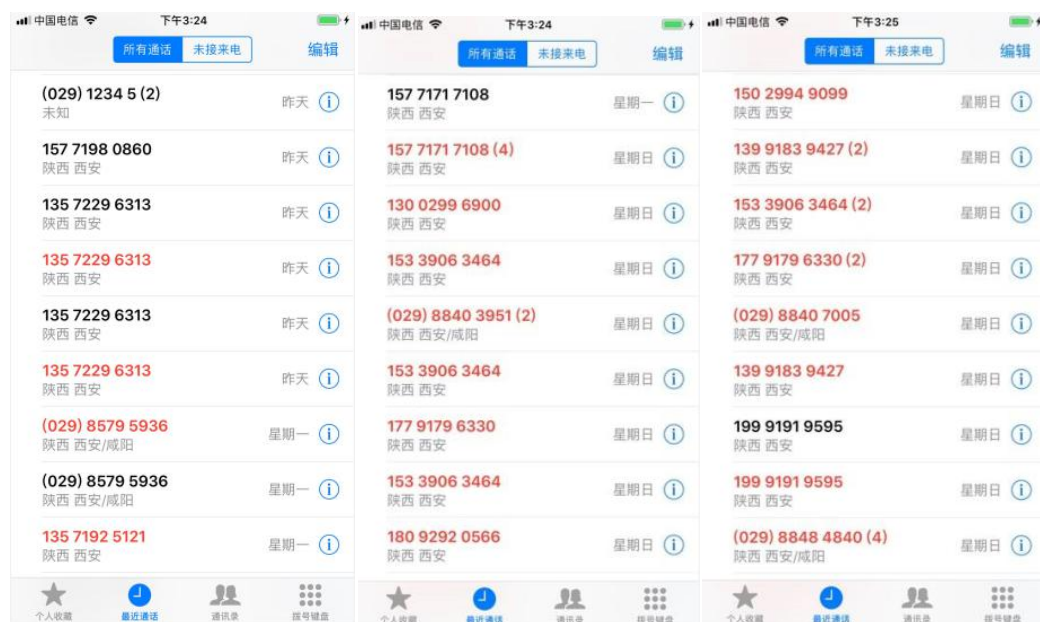 中国电信 下午3:24
所有通话 未接来电 编辑
(029) 1234 5 (2)
未知
昨天
157 7198 0860
陕西 西安
昨天
135 7229 6313
陕西 西安
昨天
135 7229 6313
陕西 西安
昨天
135 7229 6313
陕西 西安
昨天
135 7229 6313
陕西 西安
昨天
(029) 8579 5936
陕西 西安/咸阳
星期一
(029) 8579 5936
陕西 西安/咸阳
星期一
135 7192 5121
陕西 西安
星期一
个人收藏 最近通话 通讯录 拨号键盘
中国电信 下午3:24
所有通话 未接来电 编辑
157 7171 7108
陕西 西安
星期一
157 7171 7108 (4)
陕西 西安
星期日
130 0299 6900
陕西 西安
星期日
153 3906 3464
陕西 西安
星期日
(029) 8840 3951 (2)
陕西 西安/咸阳
星期日
153 3906 3464
陕西 西安
星期日
177 9179 6330
陕西 西安
星期日
153 3906 3464
陕西 西安
星期日
180 9292 0566
陕西 西安
星期日
个人收藏 最近通话 通讯录 拨号键盘
中国电信 下午3:25
所有通话 未接来电 编辑
150 2994 9099
陕西 西安
星期日
139 9183 9427 (2)
陕西 西安
星期日
153 3906 3464 (2)
陕西 西安
星期日
177 9179 6330 (2)
陕西 西安
星期日
(029) 8840 7005
陕西 西安/咸阳
星期日
139 9183 9427
陕西 西安
星期日
199 9191 9595
陕西 西安
星期日
199 9191 9595
陕西 西安
星期日
(029) 8848 4840 (4)
陕西 西安/咸阳
星期日
个人收藏 最近通话 通讯录 拨号键盘